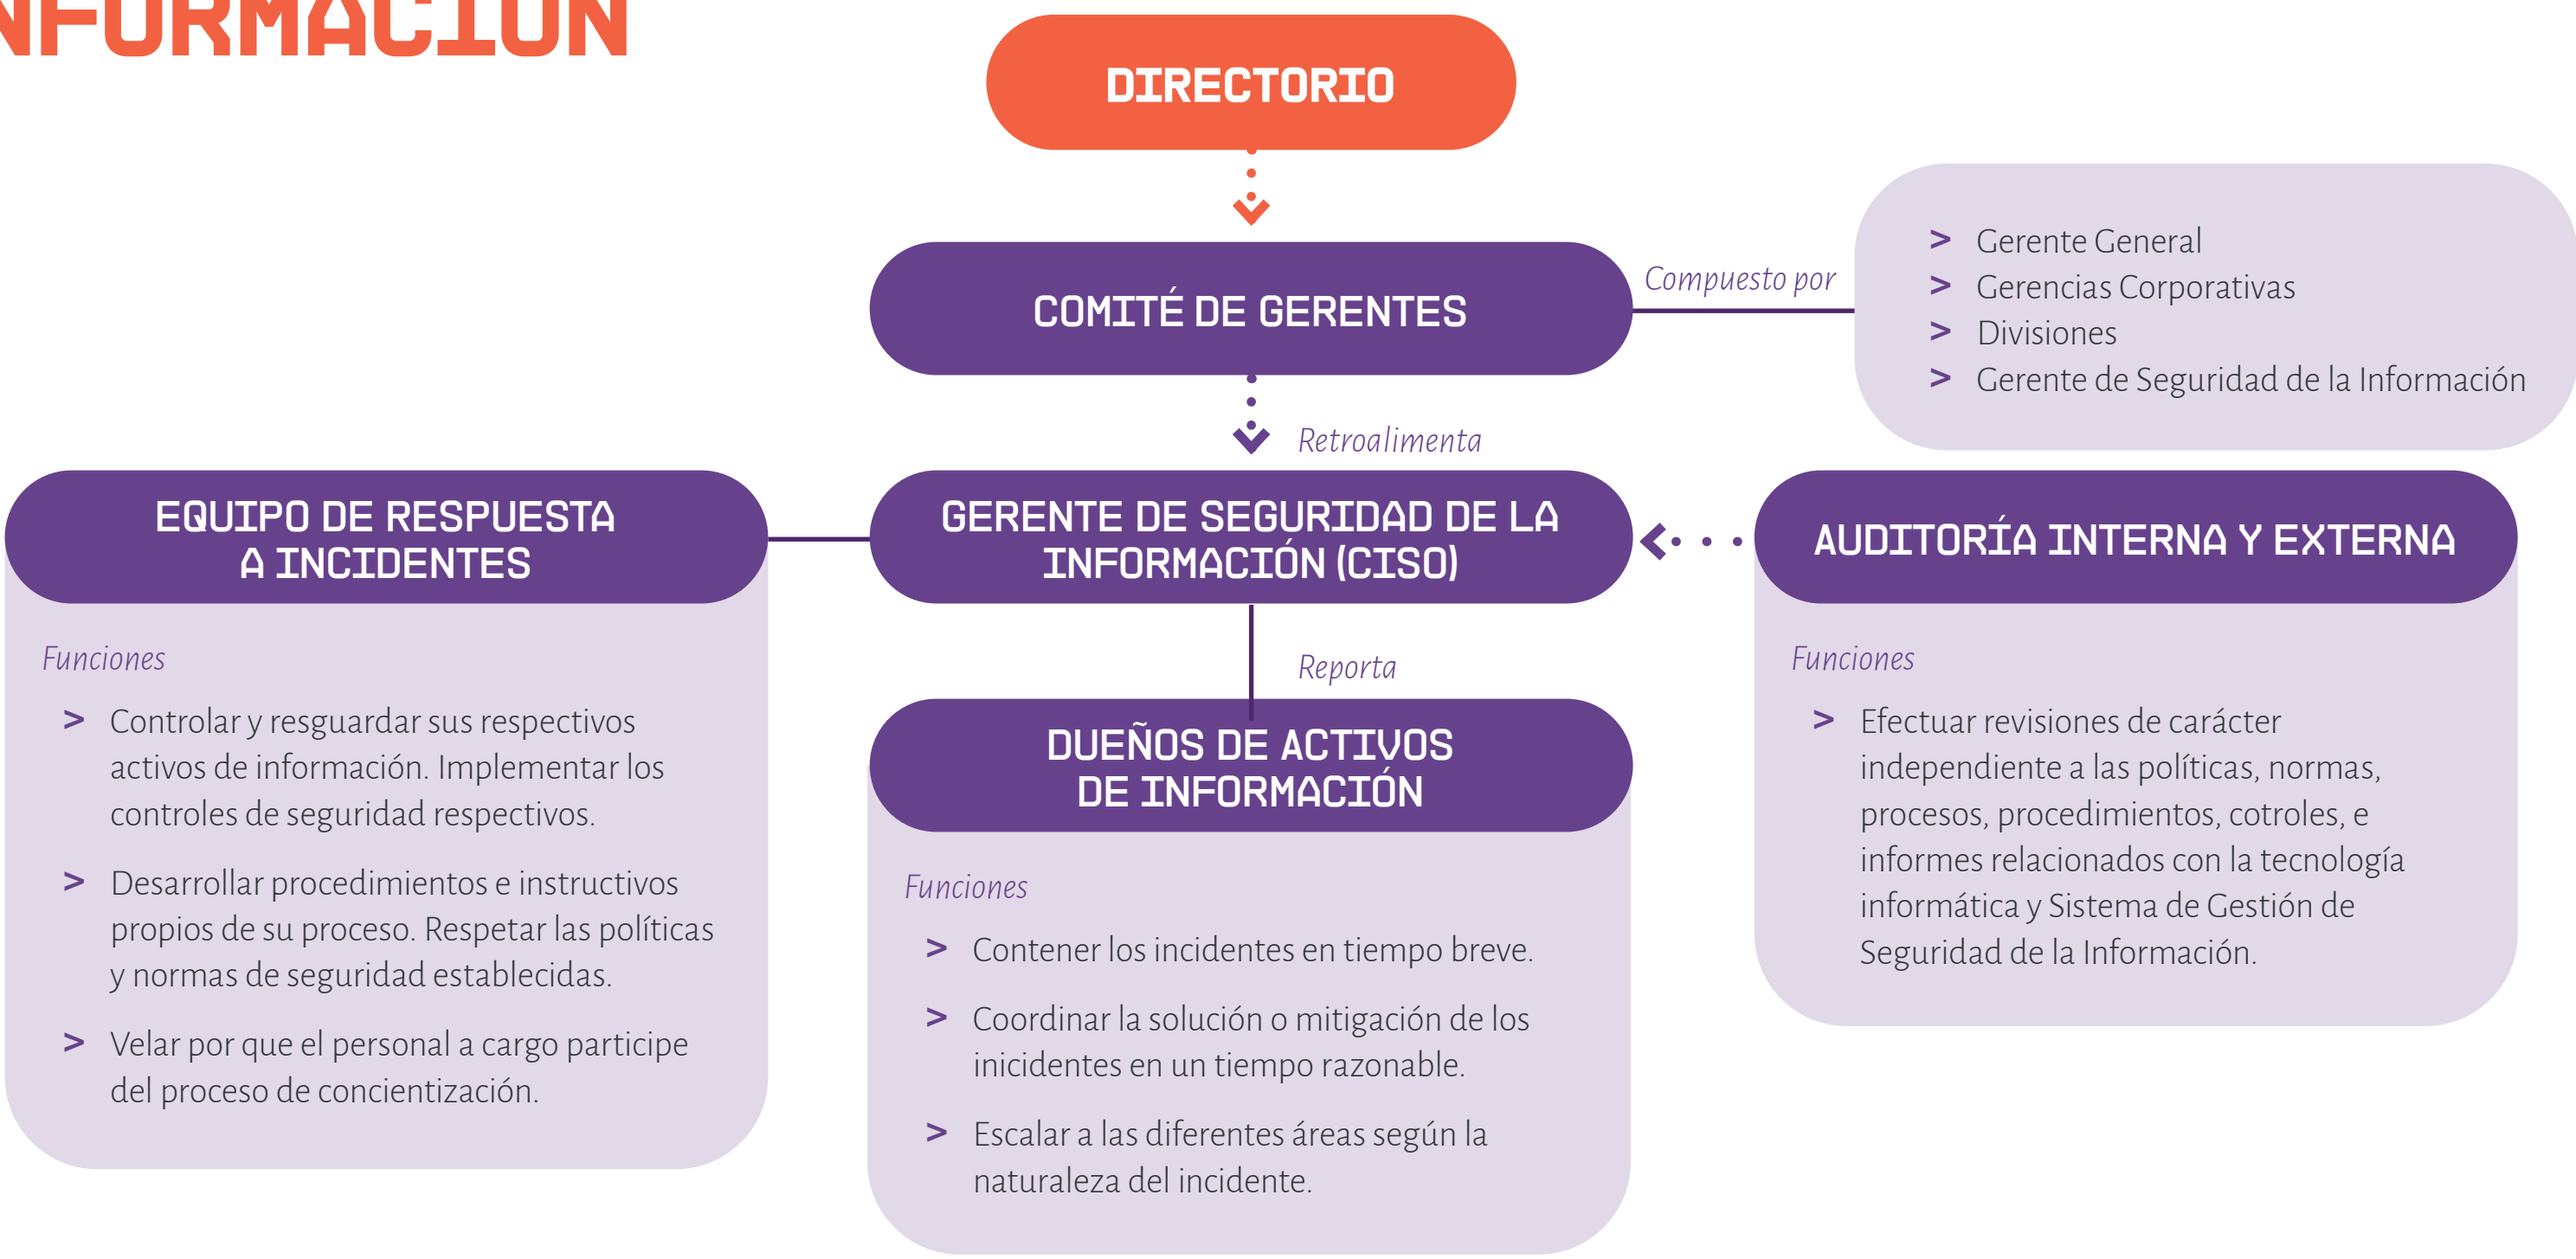 NFORMACIÓN
DIRECTORIO
COMITÉ DE GERENTES
Compuesto por
> Gerente General
> Gerencias Corporativas
> Divisiones
> Gerente de Seguridad de la Información
Retroalimenta
EQUIPO DE RESPUESTA
A INCIDENTES
Funciones
> Controlar y resguardar sus respectivos
activos de información. Implementar los
controles de seguridad respectivos.
> Desarrollar procedimientos e instructivos
propios de su proceso. Respetar las políticas
y normas de seguridad establecidas.
> Velar por que el personal a cargo participe
del proceso de concientización.
GERENTE DE SEGURIDAD DE LA
INFORMACIÓN (CISO)
Reporta
DUEÑOS DE ACTIVOS
DE INFORMACIÓN
Funciones
> Contener los incidentes en tiempo breve.
> Coordinar la solución o mitigación de los
inicidentes en un tiempo razonable.
> Escalar a las diferentes áreas según la
naturaleza del incidente.
AUDITORÍA INTERNA Y EXTERNA
Funciones
> Efectuar revisiones de carácter
independiente a las políticas, normas,
procesos, procedimientos, cotroles, e
informes relacionados con la tecnología
informática y Sistema de Gestión de
Seguridad de la Información.